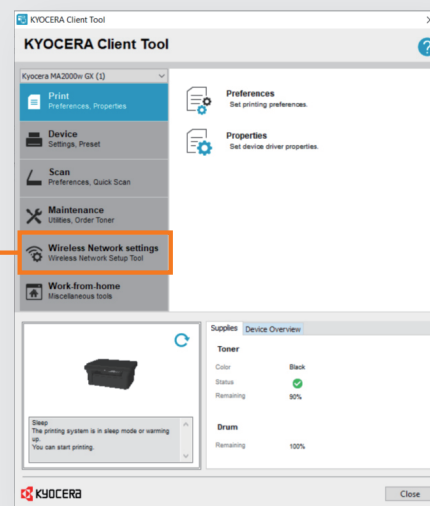 KYOCERA Client Tool
KYOCERA Client Tool
?
Kyocera MA2000w GX (1)
Print
Preferences, Properties
Device
Settings, Preset
Scan
Preferences, Quick Scan
Maintenance
Utilities, Order Toner
Wireless Network settings
Wireless Network Setup Tool
Work-from-home
Miscellaneous tools
Preferences
Set printing preferences.
Properties
Set device driver properties.
Sleep
The printing system is in sleep mode or warming
up.
You can start printing.
Supplies Device Overview
Toner
Color Black
Status
Remaining 90%
Drum
Remaining 100%
KYOCERA
Close